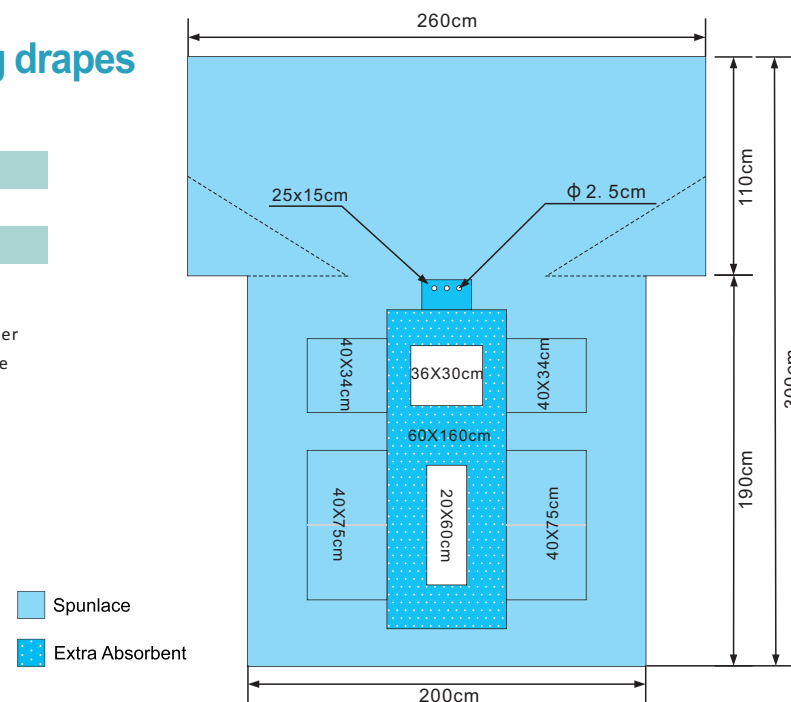 260cm
g drapes
25x15cm
ф 2. 5cm
110cm
er
e
40X34cm
36X30cm
40X34cm
300cm
60X160cm
190cm
40X75cm
20X60cm
40X75cm
Spunlace
Extra Absorbent
200cm